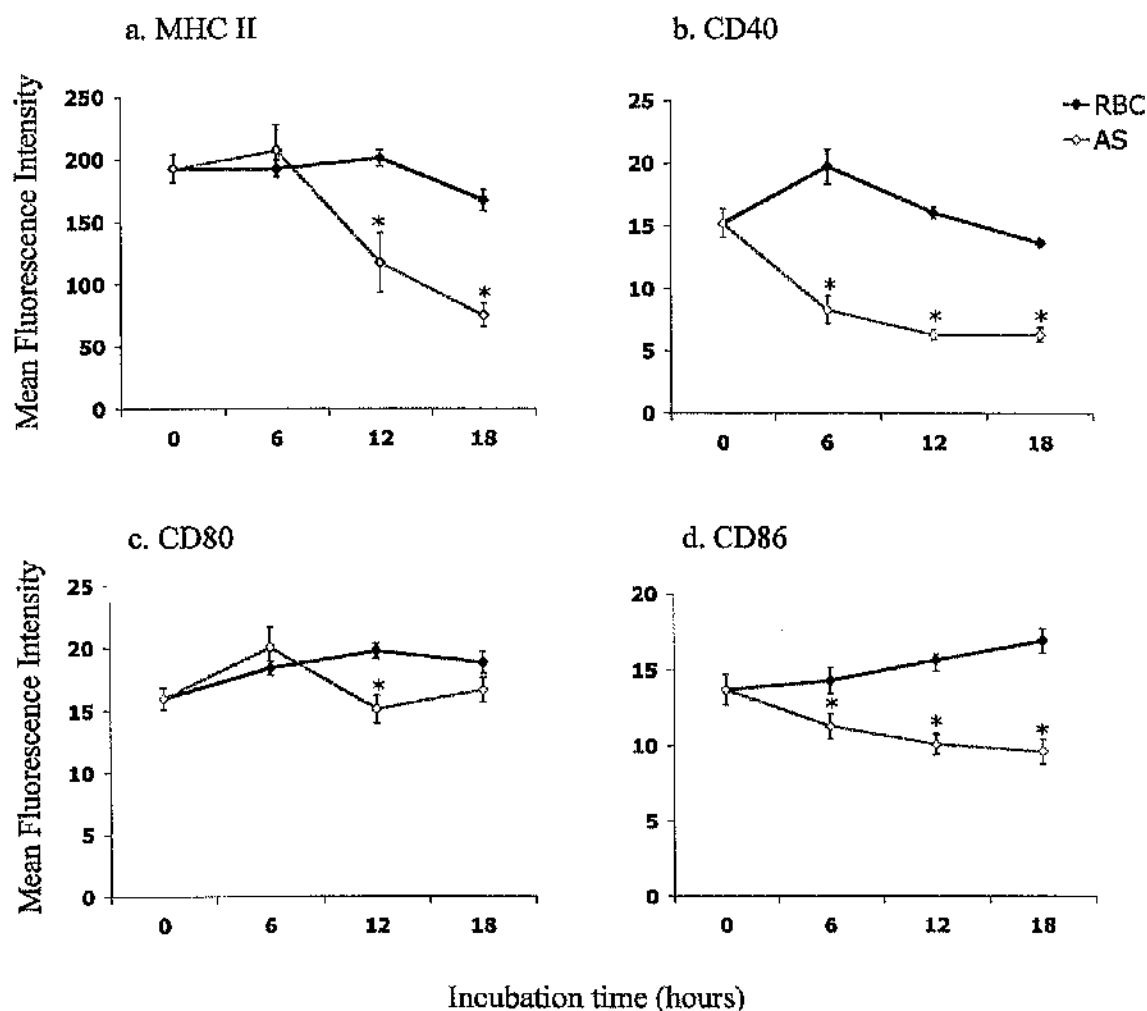 a. MHC II
b. CD40
Mean Fluorescence Intensity
250
200
150
100
50
0
0 6 12 18
*
*
25
20
15
10
5
0
0 6 12 18
*
*
*
RBC
AS
c. CD80
d. CD86
Mean Fluorescence Intensity
25
20
15
10
5
0
0 6 12 18
*
20
15
10
5
0
0 6 12 18
*
*
*
Incubation time (hours)